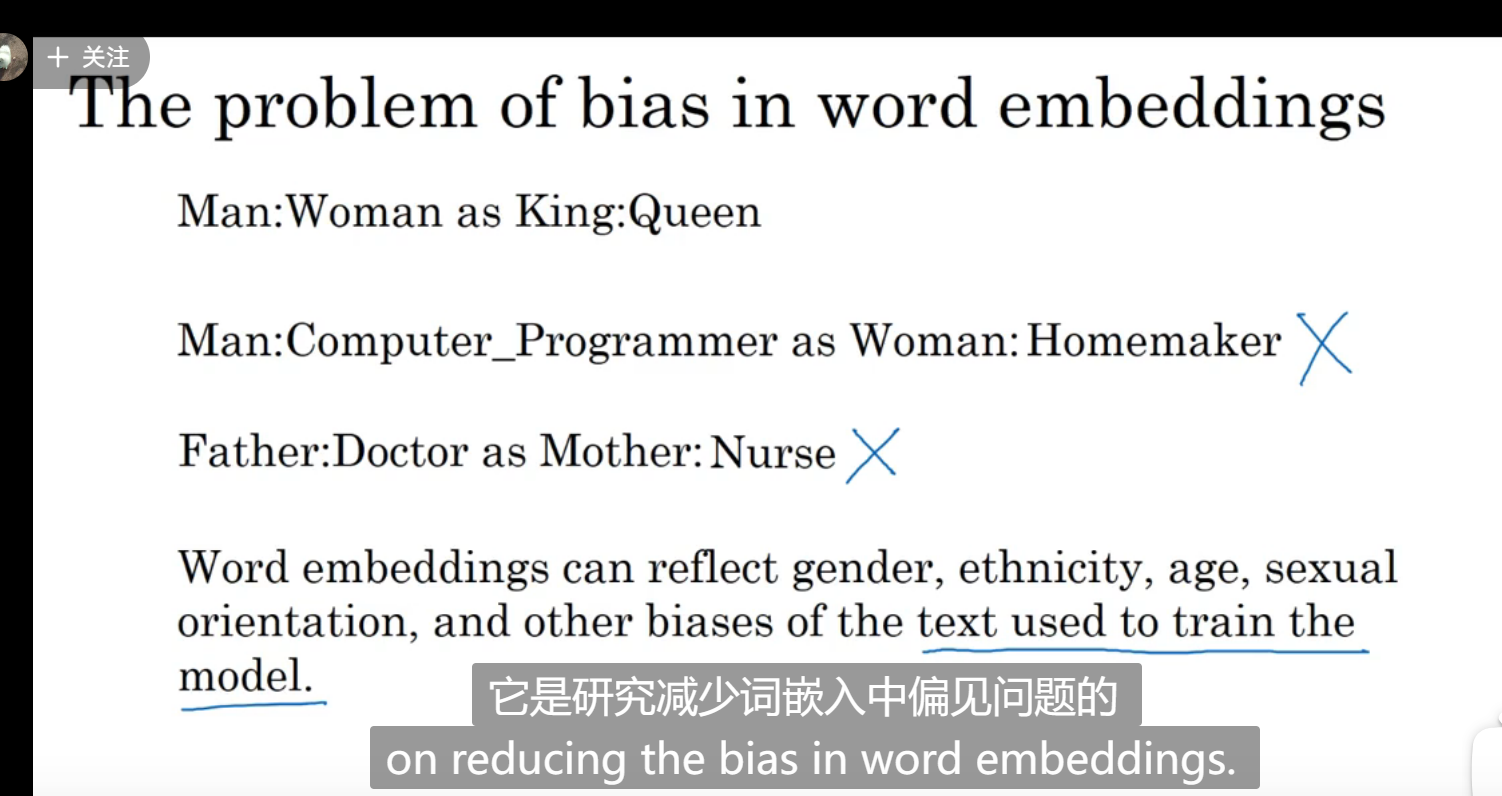 + 关注
The problem of bias in word embeddings
Man:Woman as King:Queen
Man:Computer_Programmer as Woman:Homemaker
Father:Doctor as Mother:Nurse
Word embeddings can reflect gender, ethnicity, age, sexual
orientation, and other biases of the text used to train the
model.
它是研究减少词嵌入中偏见问题的
on reducing the bias in word embeddings.